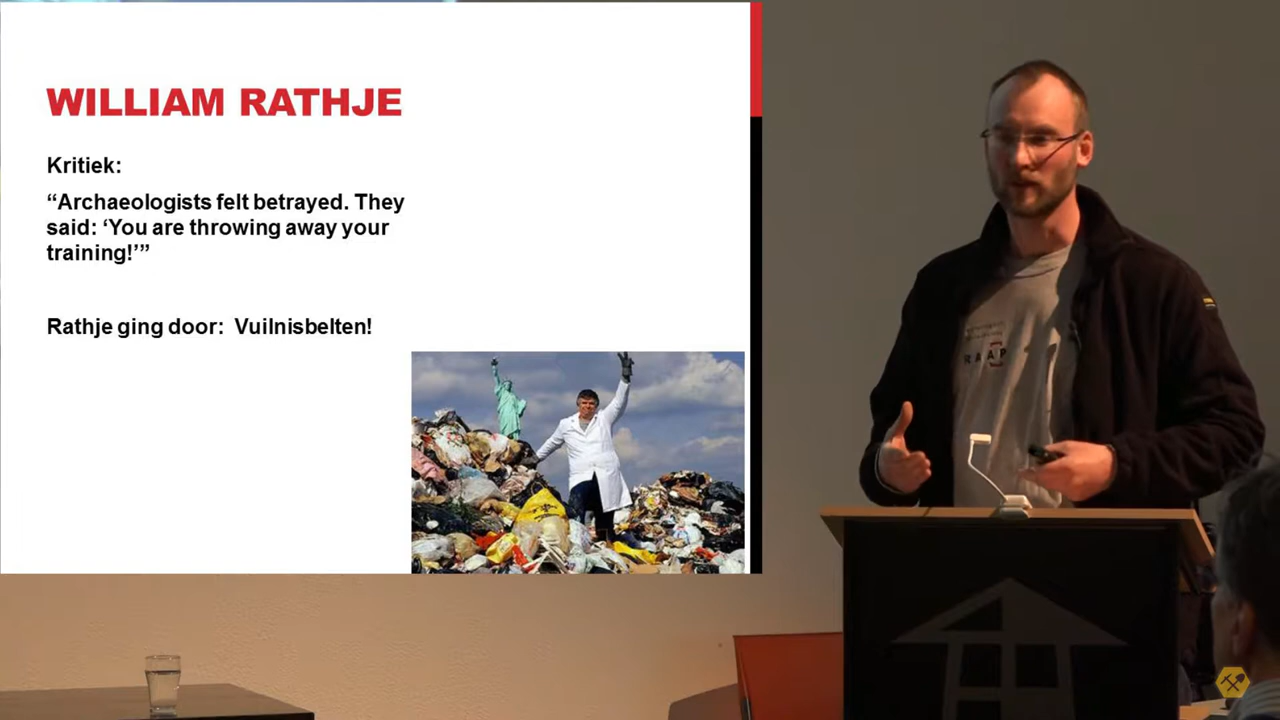 WILLIAM RATHJE
Kritiek:
“Archaeologists felt betrayed. They
said: ‘You are throwing away your
training!’”
Rathje ging door:  Vuilnisbelten!
RAAP